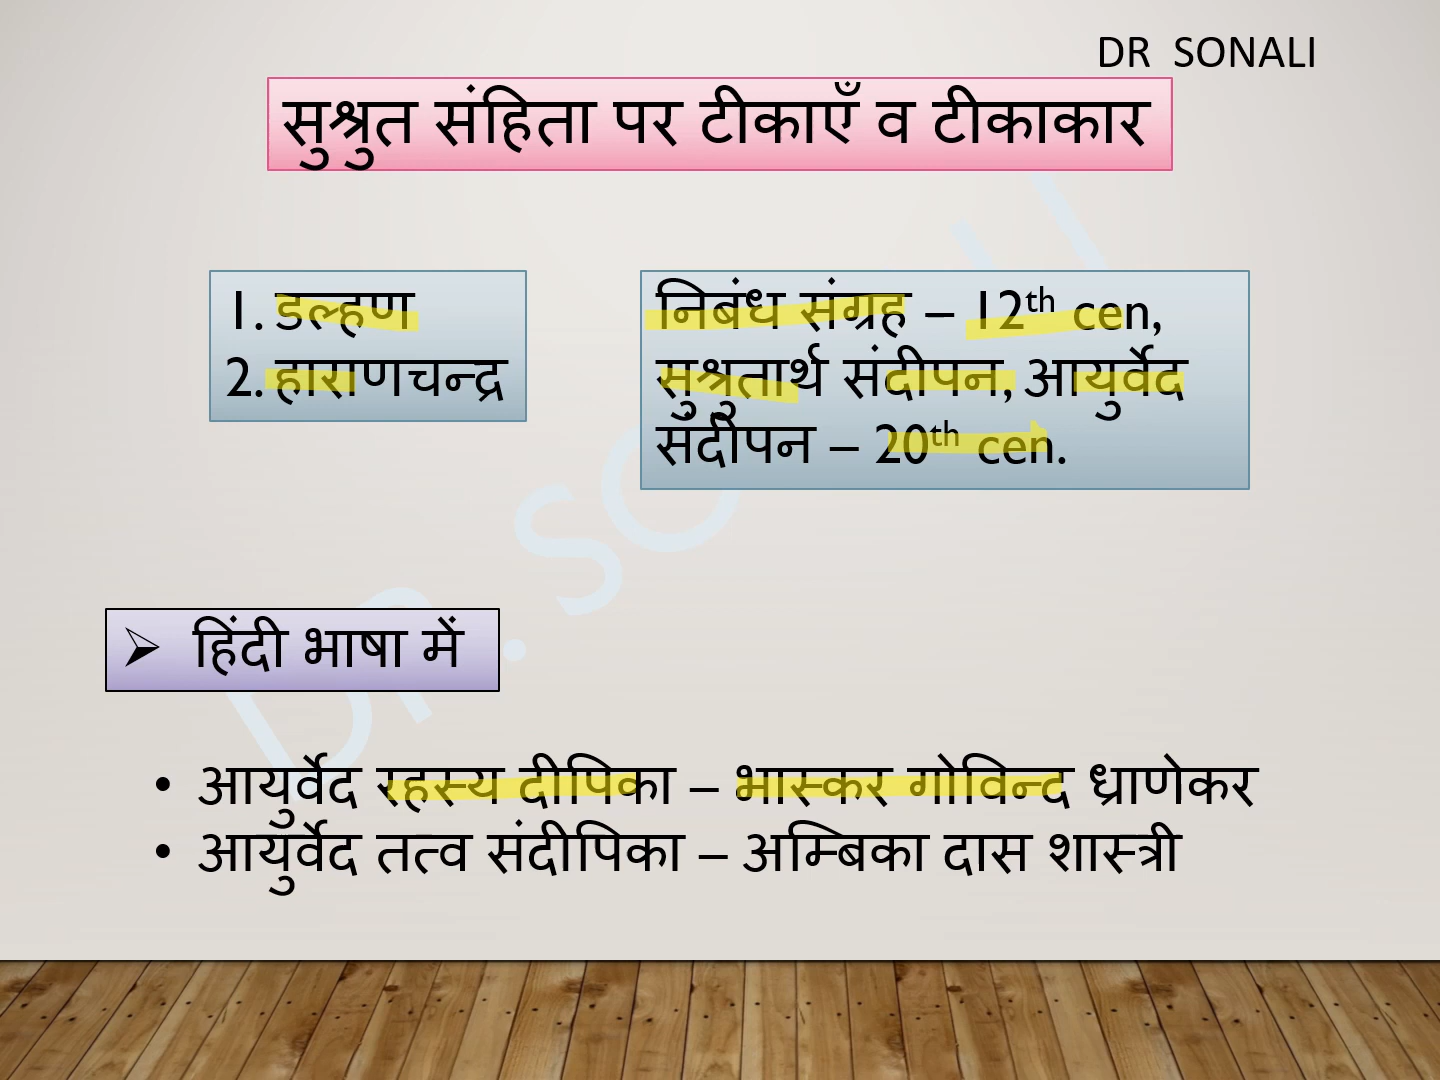 DR SONALI
सुश्रुत संहिता पर टीकाएँ व टीकाकार
1. डल्हण
2. हाराणचन्द्र
निबंध संग्रह – 12th cen,
सुश्रुतार्थ संदीपन, आयुर्वेद
संदीपन – 20th cen.
➢ हिंदी भाषा में
• आयुर्वेद रहस्य दीपिका – भास्कर गोविन्द ध्राणेकर
• आयुर्वेद तत्व संदीपिका – अम्बिका दास शास्त्री